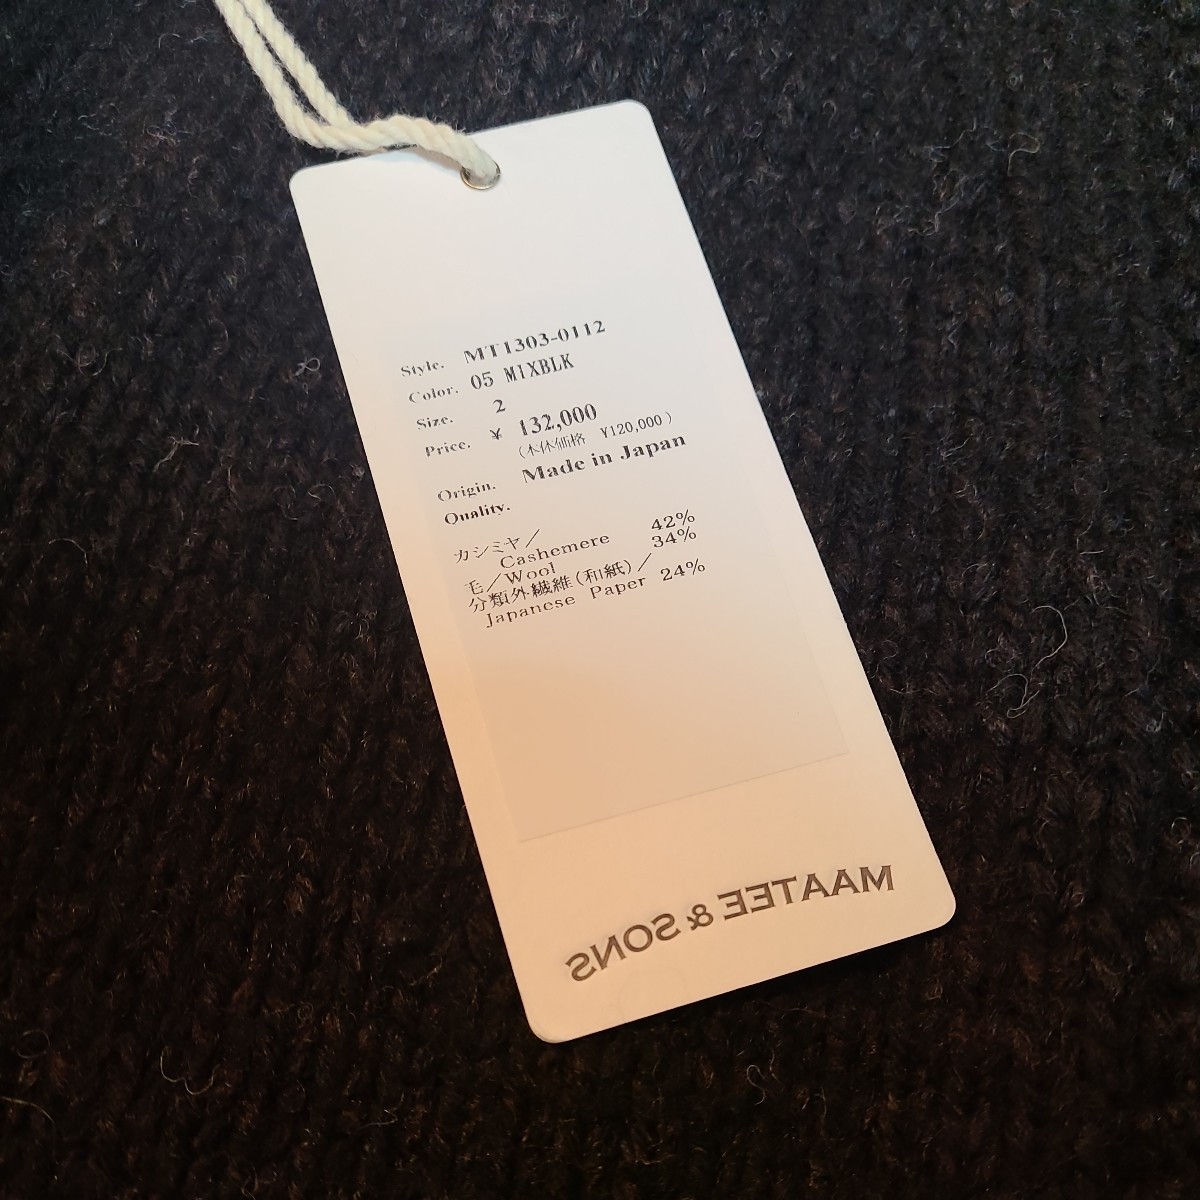 Style. MT1303-0112
Color. 05 MIXBLK
Size. 2
Price. ¥ 132,000
(本体価格 ¥120,000)
Origin. Made in Japan
Quality.
カシミヤ/ 42%
Cashemere 34%
毛/Wool
分類外繊維(和紙)/ 24%
Japanese Paper
MAATEE & SONS